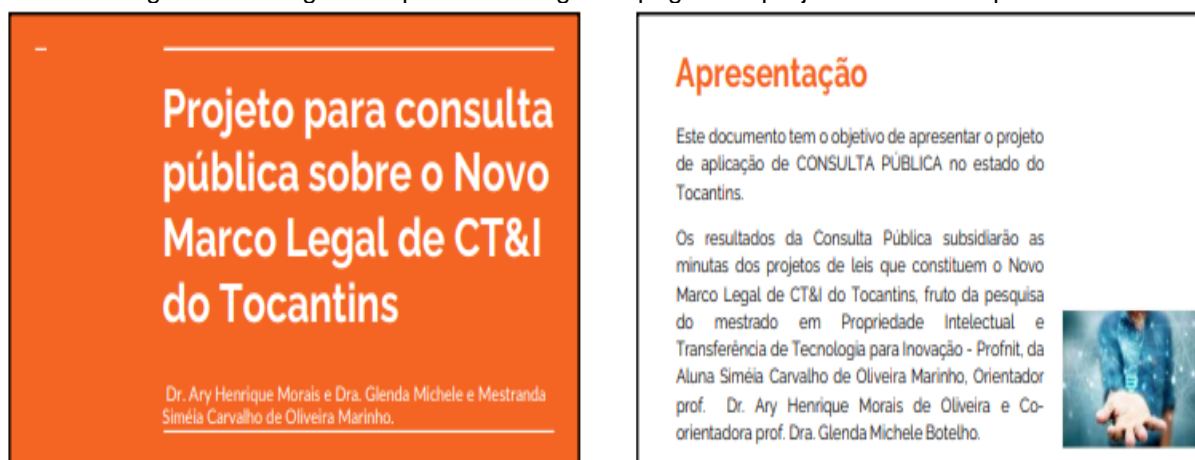 Projeto para consulta
pública sobre o Novo
Marco Legal de CT&I
do Tocantins
Dr. Ary Henrique Morais e Dra. Glenda Michele e Mestranda
Siméia Carvalho de Oliveira Marinho.
Apresentação
Este documento tem o objetivo de apresentar o projeto
de aplicação de CONSULTA PÚBLICA no estado do
Tocantins.
Os resultados da Consulta Pública subsidiarão as
minutas dos projetos de leis que constituem o Novo
Marco Legal de CT&I do Tocantins, fruto da pesquisa
do mestrado em Propriedade Intelectual e
Transferência de Tecnologia para Inovação - Profnit, da
Aluna Siméia Carvalho de Oliveira Marinho, Orientador
prof. Dr. Ary Henrique Morais de Oliveira e Co-
orientadora prof. Dra. Glenda Michele Botelho.